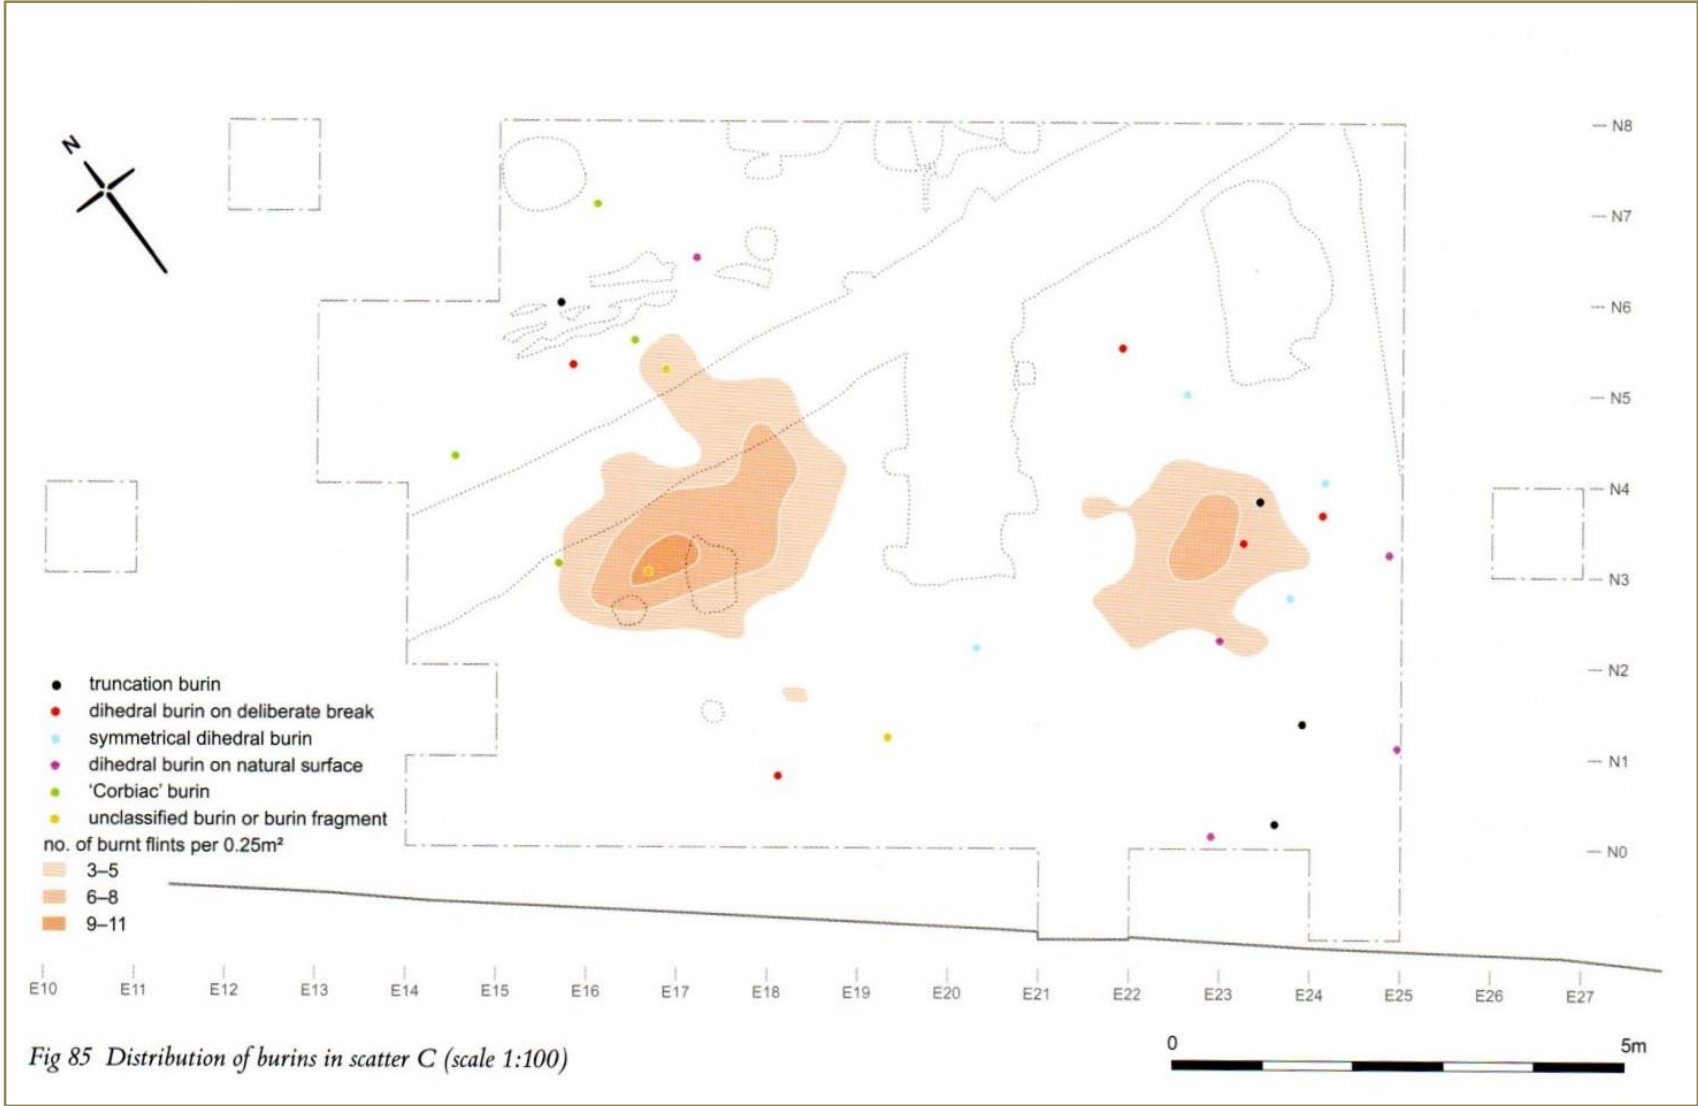 N
N8
N7
N6
N5
N4
N3
N2
N1
N0
truncation burin
dihedral burin on deliberate break
symmetrical dihedral burin
dihedral burin on natural surface
‘Corbiac’ burin
unclassified burin or burin fragment
no. of burnt flints per 0.25m²
3–5
6–8
9–11
E10 E11 E12 E13 E14 E15 E16 E17 E18 E19 E20 E21 E22 E23 E24 E25 E26 E27
0 5m
Fig 85 Distribution of burins in scatter C (scale 1:100)